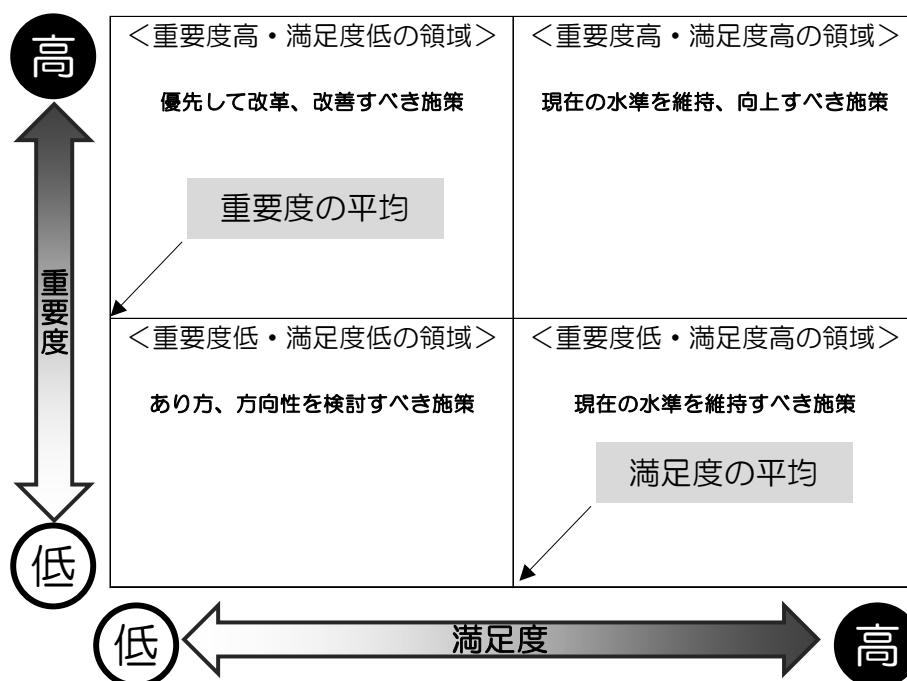 高
＜重要度高・満足度低の領域＞
優先して改革、改善すべき施策
＜重要度高・満足度高の領域＞
現在の水準を維持、向上すべき施策
重要度の平均
重要度
＜重要度低・満足度低の領域＞
あり方、方向性を検討すべき施策
＜重要度低・満足度高の領域＞
現在の水準を維持すべき施策
満足度の平均
低
低
満足度
高